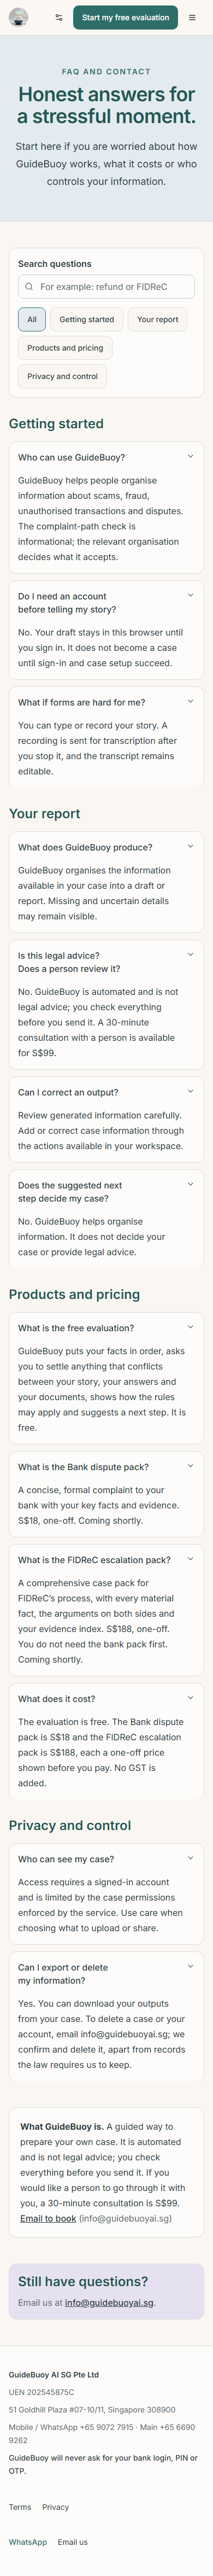 Start my free evaluation
FAQ AND CONTACT
Honest answers for
a stressful moment.
Start here if you are worried about how
GuideBuoy works, what it costs or who
controls your information.
Search questions
For example: refund or FIDReC
All
Getting started
Your report
Products and pricing
Privacy and control
Getting started
Who can use GuideBuoy?
GuideBuoy helps people organise
information about scams, fraud,
unauthorised transactions and disputes.
The complaint-path check is
informational; the relevant organisation
decides what it accepts.
Do I need an account
before telling my story?
No. Your draft stays in this browser until
you sign in. It does not become a case
until sign-in and case setup succeed.
What if forms are hard for me?
You can type or record your story. A
recording is sent for transcription after
you stop it, and the transcript remains
editable.
Your report
What does GuideBuoy produce?
GuideBuoy organises the information
available in your case into a draft or
report. Missing and uncertain details
may remain visible.
Is this legal advice?
Does a person review it?
No. GuideBuoy is automated and is not
legal advice; you check everything
before you send it. A 30-minute
consultation with a person is available
for S$99.
Can I correct an output?
Review generated information carefully.
Add or correct case information through
the actions available in your workspace.
Does the suggested next
step decide my case?
No. GuideBuoy helps organise
information. It does not decide your
case or provide legal advice.
Products and pricing
What is the free evaluation?
GuideBuoy puts your facts in order, asks
you to settle anything that conflicts
between your story, your answers and
your documents, shows how the rules
may apply and suggests a next step. It is
free.
What is the Bank dispute pack?
A concise, formal complaint to your
bank with your key facts and evidence.
S$18, one-off. Coming shortly.
What is the FIDReC escalation pack?
A comprehensive case pack for
FIDReC's process, with every material
fact, the arguments on both sides and
your evidence index. S$188, one-off.
You do not need the bank pack first.
Coming shortly.
What does it cost?
The evaluation is free. The Bank dispute
pack is S$18 and the FIDReC escalation
pack is S$188, each a one-off price
shown before you pay. No GST is
added.
Privacy and control
Who can see my case?
Access requires a signed-in account
and is limited by the case permissions
enforced by the service. Use care when
choosing what to upload or share.
Can I export or delete
my information?
Yes. You can download your outputs
from your case. To delete a case or your
account, email info@guidebuoyai.sg; we
confirm and delete it, apart from records
the law requires us to keep.
What GuideBuoy is. A guided way to
prepare your own case. It is automated
and is not legal advice; you check
everything before you send it. If you
would like a person to go through it with
you, a 30-minute consultation is S$99.
Email to book (info@guidebuoyai.sg)
Still have questions?
Email us at info@guidebuoyai.sg.
GuideBuoy AI SG Pte Ltd
UEN 202545875C
51 Goldhill Plaza #07-10/11, Singapore 308900
Mobile / WhatsApp +65 9072 7915 · Main +65 6690
9262
GuideBuoy will never ask for your bank login, PIN or
OTP.
Terms
Privacy
WhatsApp
Email us